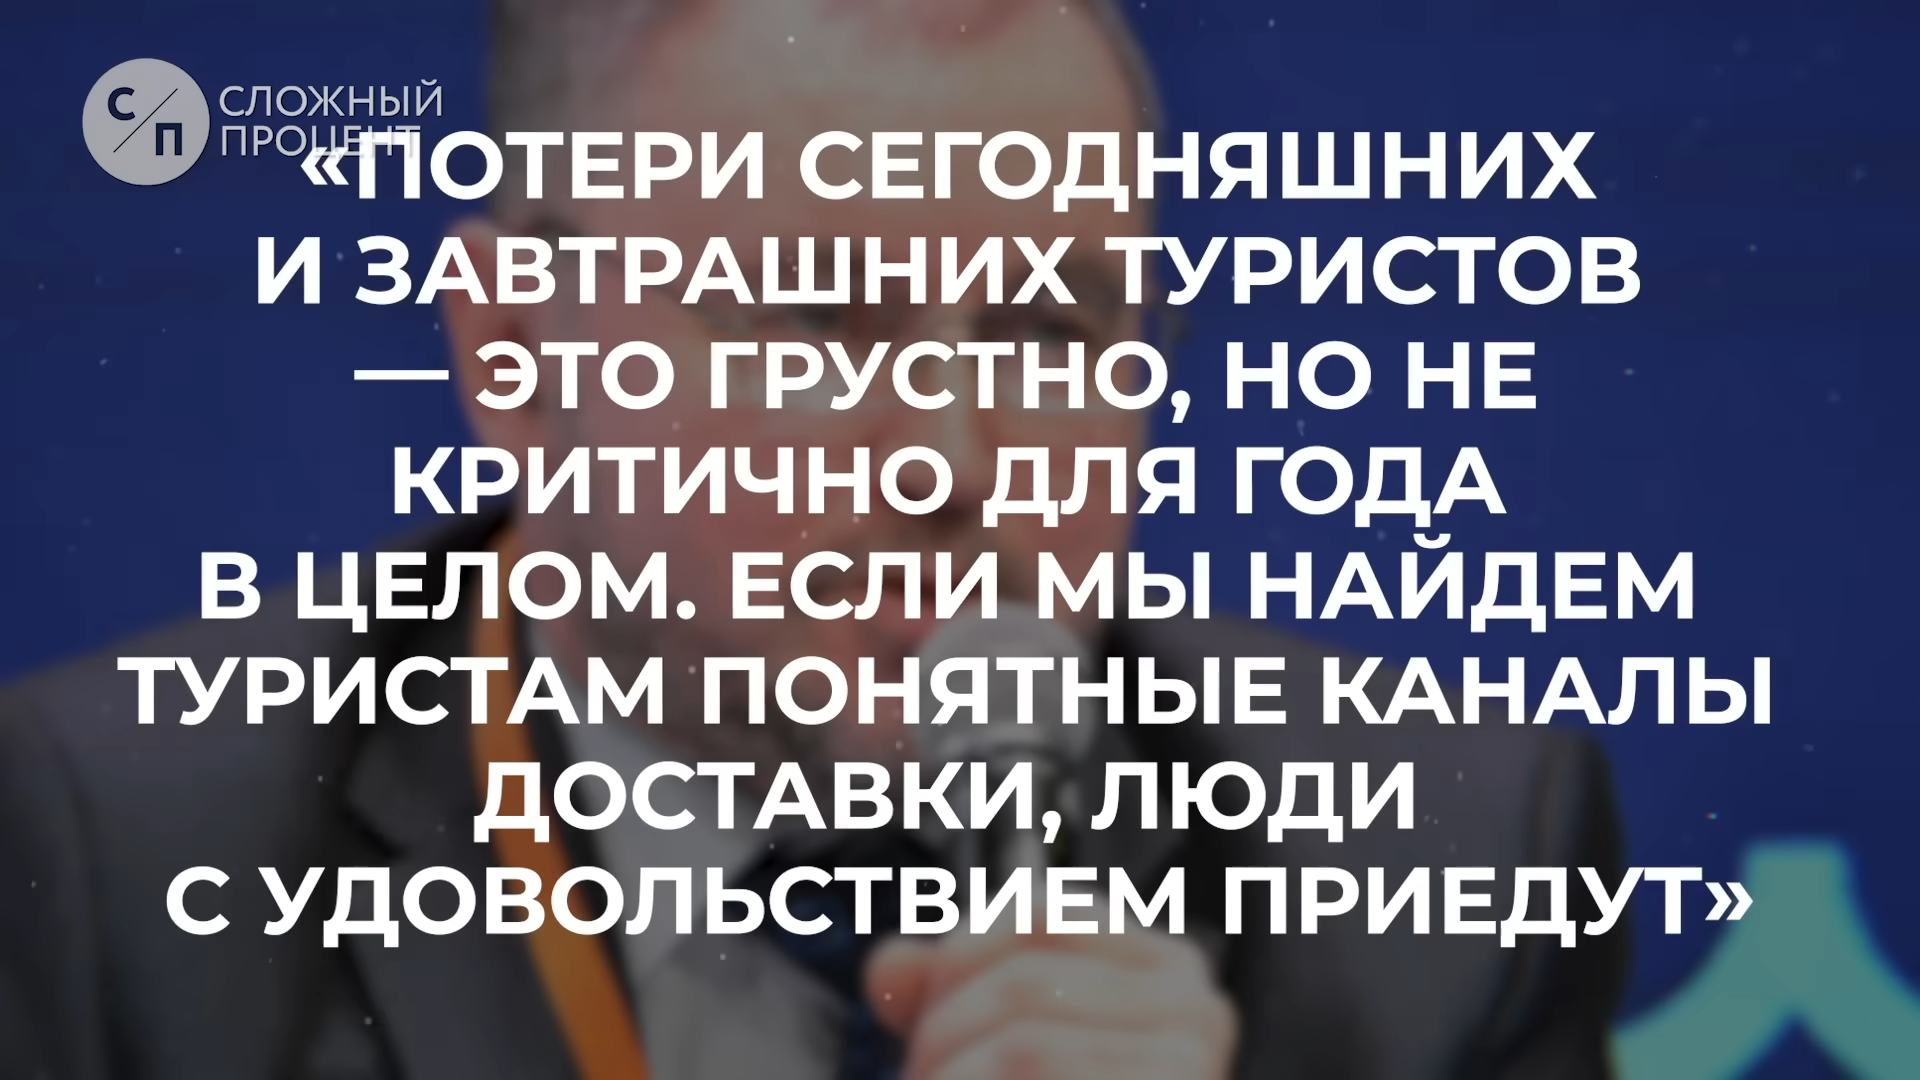 СЛОЖНЫЙ
ПРОЦЕНТ
С
П
«ПОТЕРИ СЕГОДНЯШНИХ
И ЗАВТРАШНИХ ТУРИСТОВ
— ЭТО ГРУСТНО, НО НЕ
КРИТИЧНО ДЛЯ ГОДА
В ЦЕЛОМ. ЕСЛИ МЫ НАЙДЕМ
ТУРИСТАМ ПОНЯТНЫЕ КАНАЛЫ
ДОСТАВКИ, ЛЮДИ
С УДОВОЛЬСТВИЕМ ПРИЕДУТ»